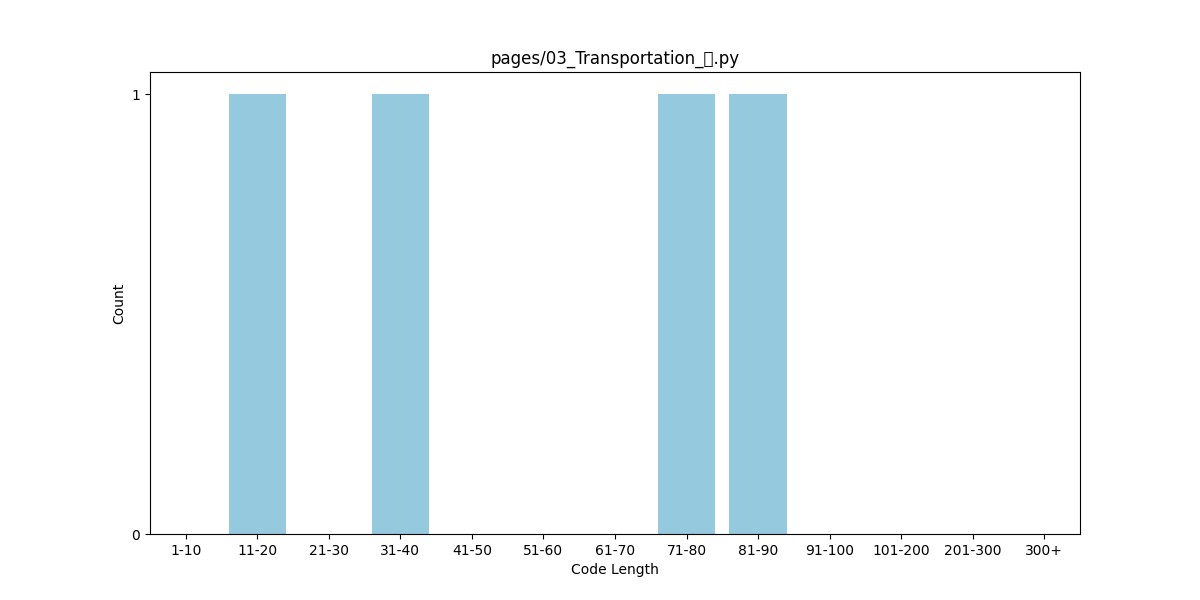 pages/03_Transportation_▯.py
1
0
Count
1-10 11-20 21-30 31-40 41-50 51-60 61-70 71-80 81-90 91-100 101-200 201-300 300+
Code Length